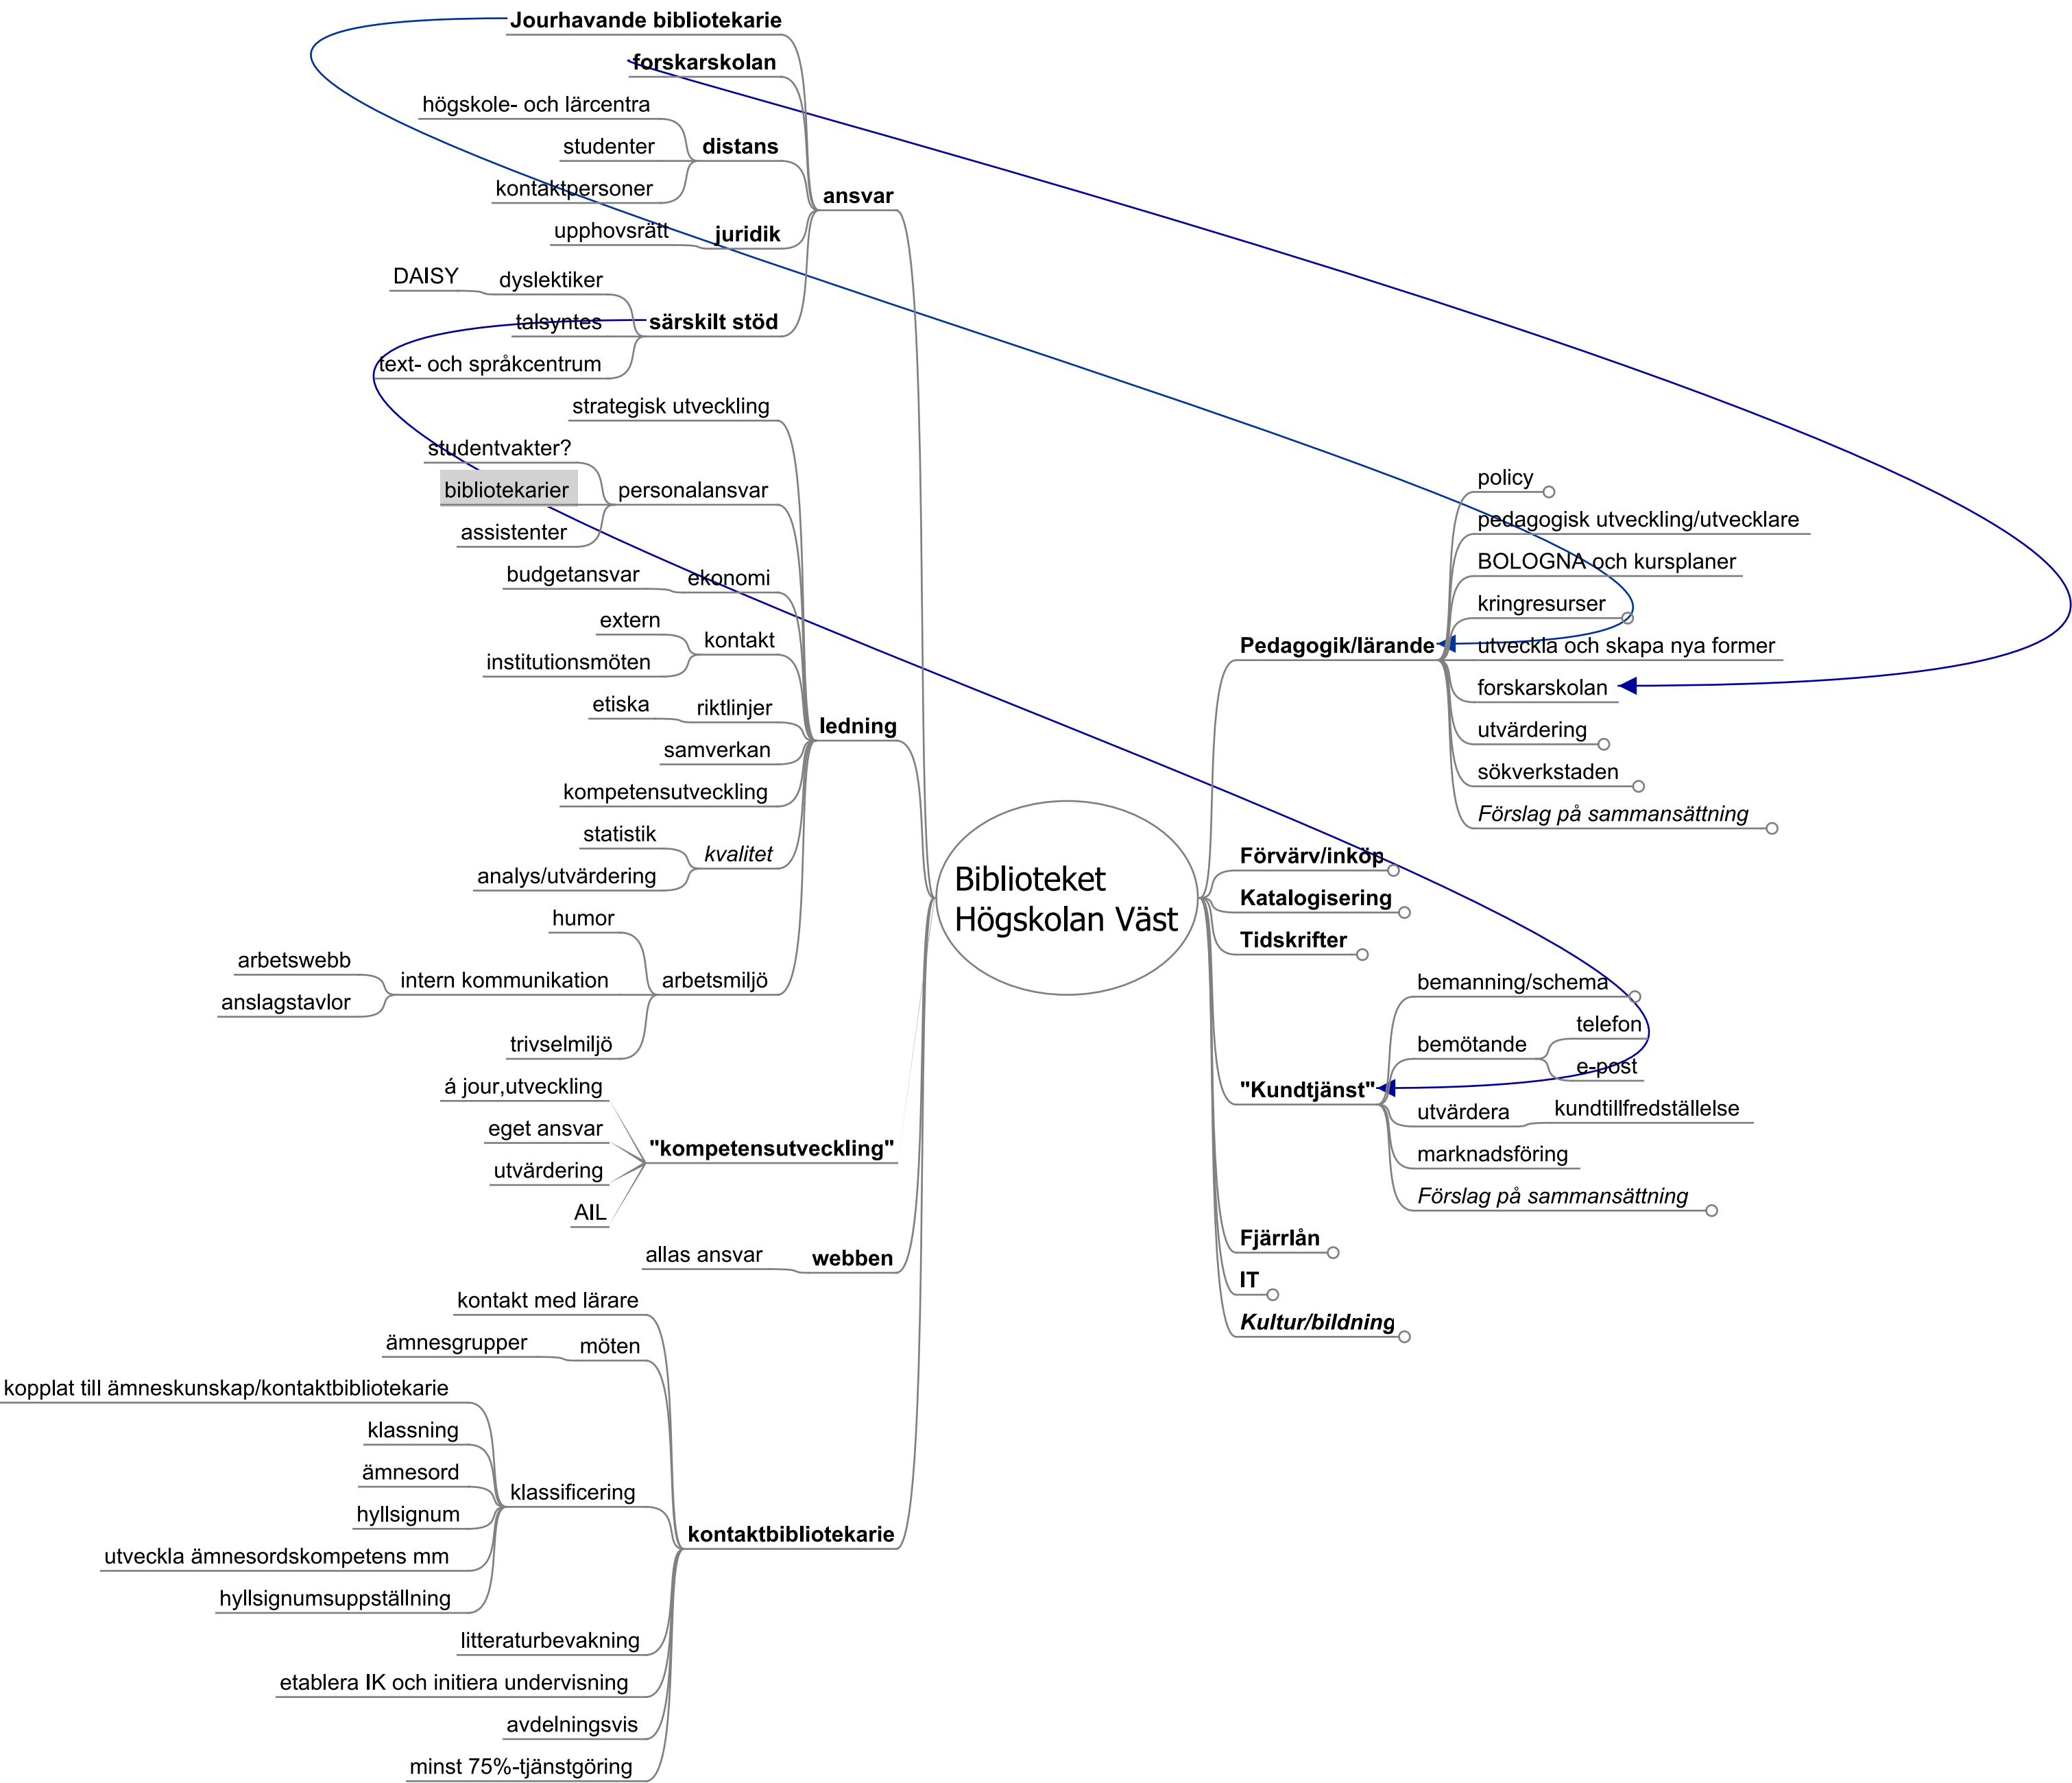 Jourhavande bibliotekarie
forskarskolan
högskole- och lärcentra
studenter
distans
kontaktpersoner
ansvar
upphovsrätt
juridik
DAISY
dyslektiker
talsyntes
särskilt stöd
text- och språkcentrum
strategisk utveckling
studentvakter?
bibliotekarier
personalansvar
assistenter
budgetansvar
ekonomi
extern
kontakt
institutionsmöten
etiska
riktlinjer
ledning
samverkan
kompetensutveckling
statistik
kvalitet
analys/utvärdering
humor
arbetswebb
intern kommunikation
arbetsmiljö
anslagstavlor
trivselmiljö
á jour,utveckling
eget ansvar
"kompetensutveckling"
utvärdering
AIL
allas ansvar
webben
kontakt med lärare
ämnesgrupper
möten
kopplat till ämneskunskap/kontaktbibliotekarie
klassning
ämnesord
klassificering
hyllsignum
kontaktbibliotekarie
utveckla ämnesordskompetens mm
hyllsignumsuppställning
litteraturbevakning
etablera IK och initiera undervisning
avdelningsvis
minst 75%-tjänstgöring
Biblioteket
Högskolan Väst
policy
pedagogisk utveckling/utvecklare
BOLOGNA och kursplaner
kringresurser
Pedagogik/lärande
utveckla och skapa nya former
forskarskolan
utvärdering
sökverkstaden
Förslag på sammansättning
Förvärv/inköp
Katalogisering
Tidskrifter
bemanning/schema
telefon
bemötande
e-post
"Kundtjänst"
utvärdera
kundtillfredställelse
marknadsföring
Förslag på sammansättning
Fjärrlån
IT
Kultur/bildning